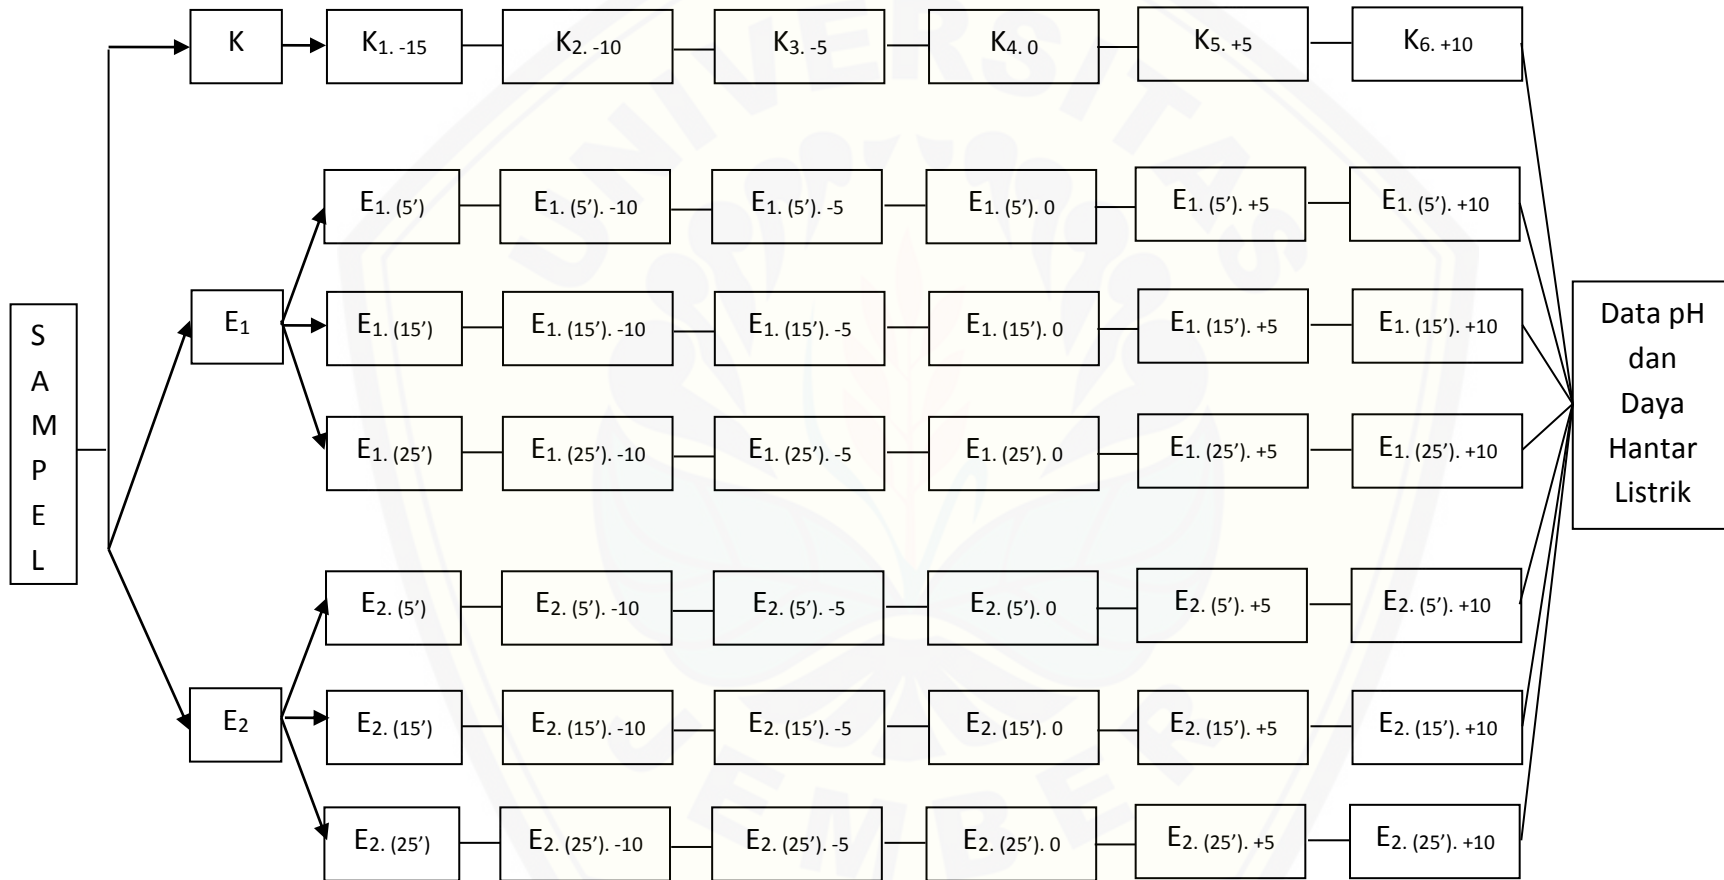 K K1. -15 K2. -10 K3. -5 K4. 0 K5. +5 K6. +10
E1. (5’) E1. (5’). -10 E1. (5’). -5 E1. (5’). 0 E1. (5’). +5 E1. (5’). +10
E1 E1. (15’) E1. (15’). -10 E1. (15’). -5 E1. (15’). 0 E1. (15’). +5 E1. (15’). +10
E1. (25’) E1. (25’). -10 E1. (25’). -5 E1. (25’). 0 E1. (25’). +5 E1. (25’). +10
S
A
M
P
E
L
E2. (5’) E2. (5’). -10 E2. (5’). -5 E2. (5’). 0 E2. (5’). +5 E2. (5’). +10
E2 E2. (15’) E2. (15’). -10 E2. (15’). -5 E2. (15’). 0 E2. (15’). +5 E2. (15’). +10
E2. (25’) E2. (25’). -10 E2. (25’). -5 E2. (25’). 0 E2. (25’). +5 E2. (25’). +10
Data pH
dan
Daya
Hantar
Listrik
UNIVERSITAS
JEMBER